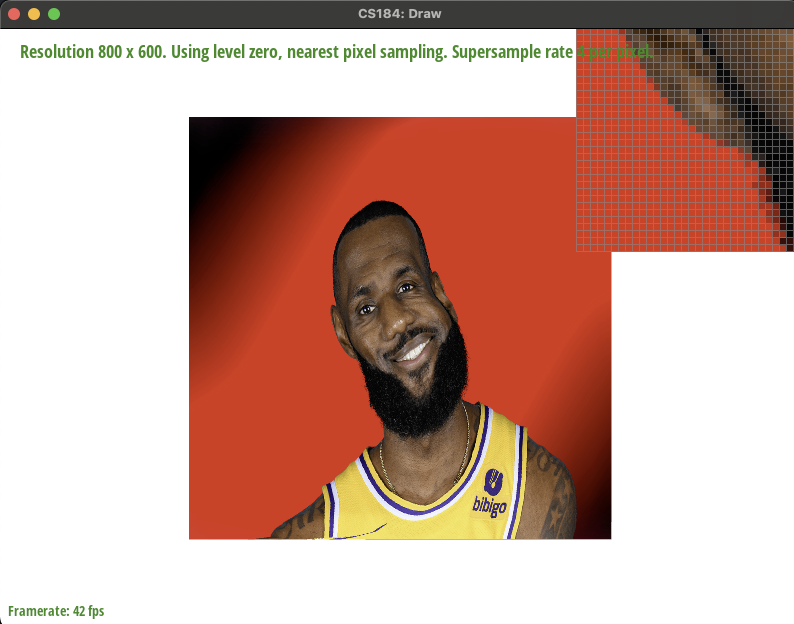 CS184: Draw
Resolution 800 x 600. Using level zero, nearest pixel sampling. Supersample rate 4 per pixel.
bibigo
Framerate: 42 fps